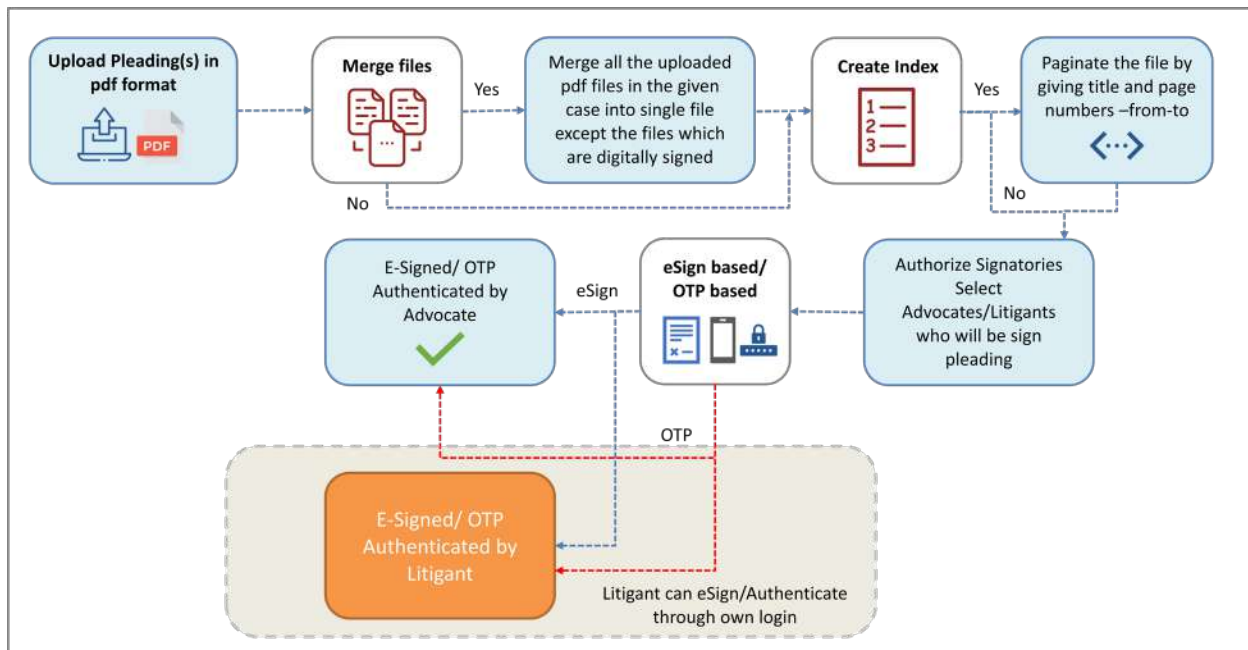 Upload Pleading(s) in
pdf format
PDF
Merge files
Yes
No
Merge all the uploaded
pdf files in the given
case into single file
except the files which
are digitally signed
Create Index
1
2
3
Yes
No
Paginate the file by
giving title and page
numbers –from-to
Authorize Signatories
Select
Advocates/Litigants
who will be sign
pleading
eSign based/
OTP based
eSign
E-Signed/ OTP
Authenticated by
Advocate
OTP
E-Signed/ OTP
Authenticated by
Litigant
Litigant can eSign/Authenticate
through own login